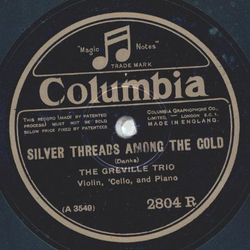 "Magic Notes"
TRADE MARK
Columbia
THIS RECORD (MADE BY PATENTED
PROCESS) MUST NOT BE SOLD
BELOW PRICE FIXED BY PATENTEES
COLUMBIA GRAPHOPHONE CO.
LIMITED, — LONDON E.C.1.
MADE IN ENGLAND.
SILVER THREADS AMONG THE GOLD
(Danks)
THE GREVILLE TRIO
Violin, 'Cello, and Piano
(A 3540)
2804 R